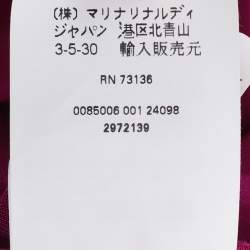 (株) マリナリナルディ
ジャパン 港区北青山
3-5-30 輸入販売元
RN 73136
0085006 001 24098
2972139